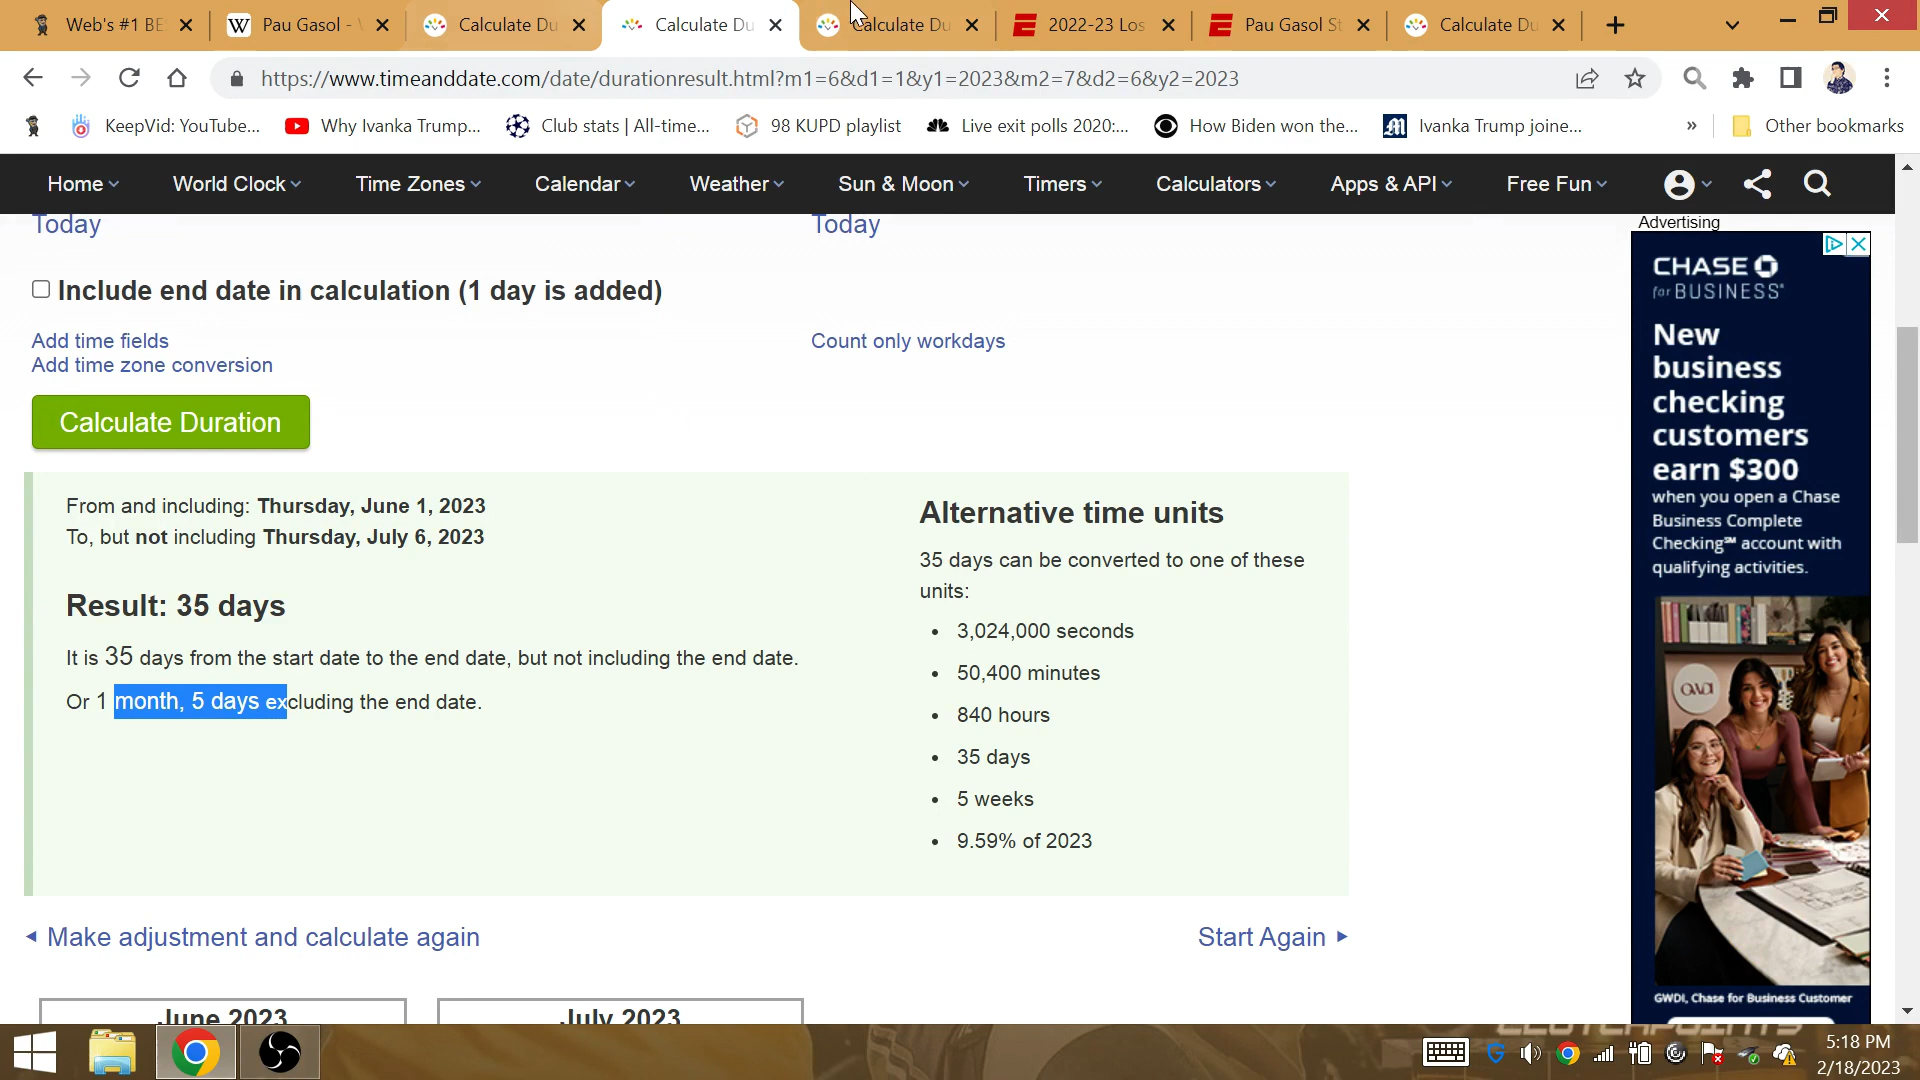 Web's #1 BE
Pau Gasol -
Calculate Du
Calculate Du
Calculate Du
2022-23 Los
Pau Gasol St
Calculate Du
https://www.timeanddate.com/date/durationresult.html?m1=6&d1=1&y1=2023&m2=7&d2=6&y2=2023
KeepVid: YouTube...
Why Ivanka Trump...
Club stats | All-time...
98 KUPD playlist
Live exit polls 2020:...
How Biden won the...
Ivanka Trump joine...
»
Other bookmarks
Home
World Clock
Time Zones
Calendar
Weather
Sun & Moon
Timers
Calculators
Apps & API
Free Fun
Today
Today
Include end date in calculation (1 day is added)
Add time fields
Count only workdays
Add time zone conversion
Calculate Duration
From and including: Thursday, June 1, 2023
To, but not including Thursday, July 6, 2023
Result: 35 days
It is 35 days from the start date to the end date, but not including the end date.
Or 1 month, 5 days excluding the end date.
Alternative time units
35 days can be converted to one of these
units:
• 3,024,000 seconds
• 50,400 minutes
• 840 hours
• 35 days
• 5 weeks
• 9.59% of 2023
Make adjustment and calculate again
Start Again
June 2023
July 2023
Advertising
CHASE
for BUSINESS®
New
business
checking
customers
earn $300
when you open a Chase
Business Complete
Checking℠ account with
qualifying activities.
GWDI, Chase for Business Customer
CLUTCHPOINTS
5:18 PM
2/18/2023